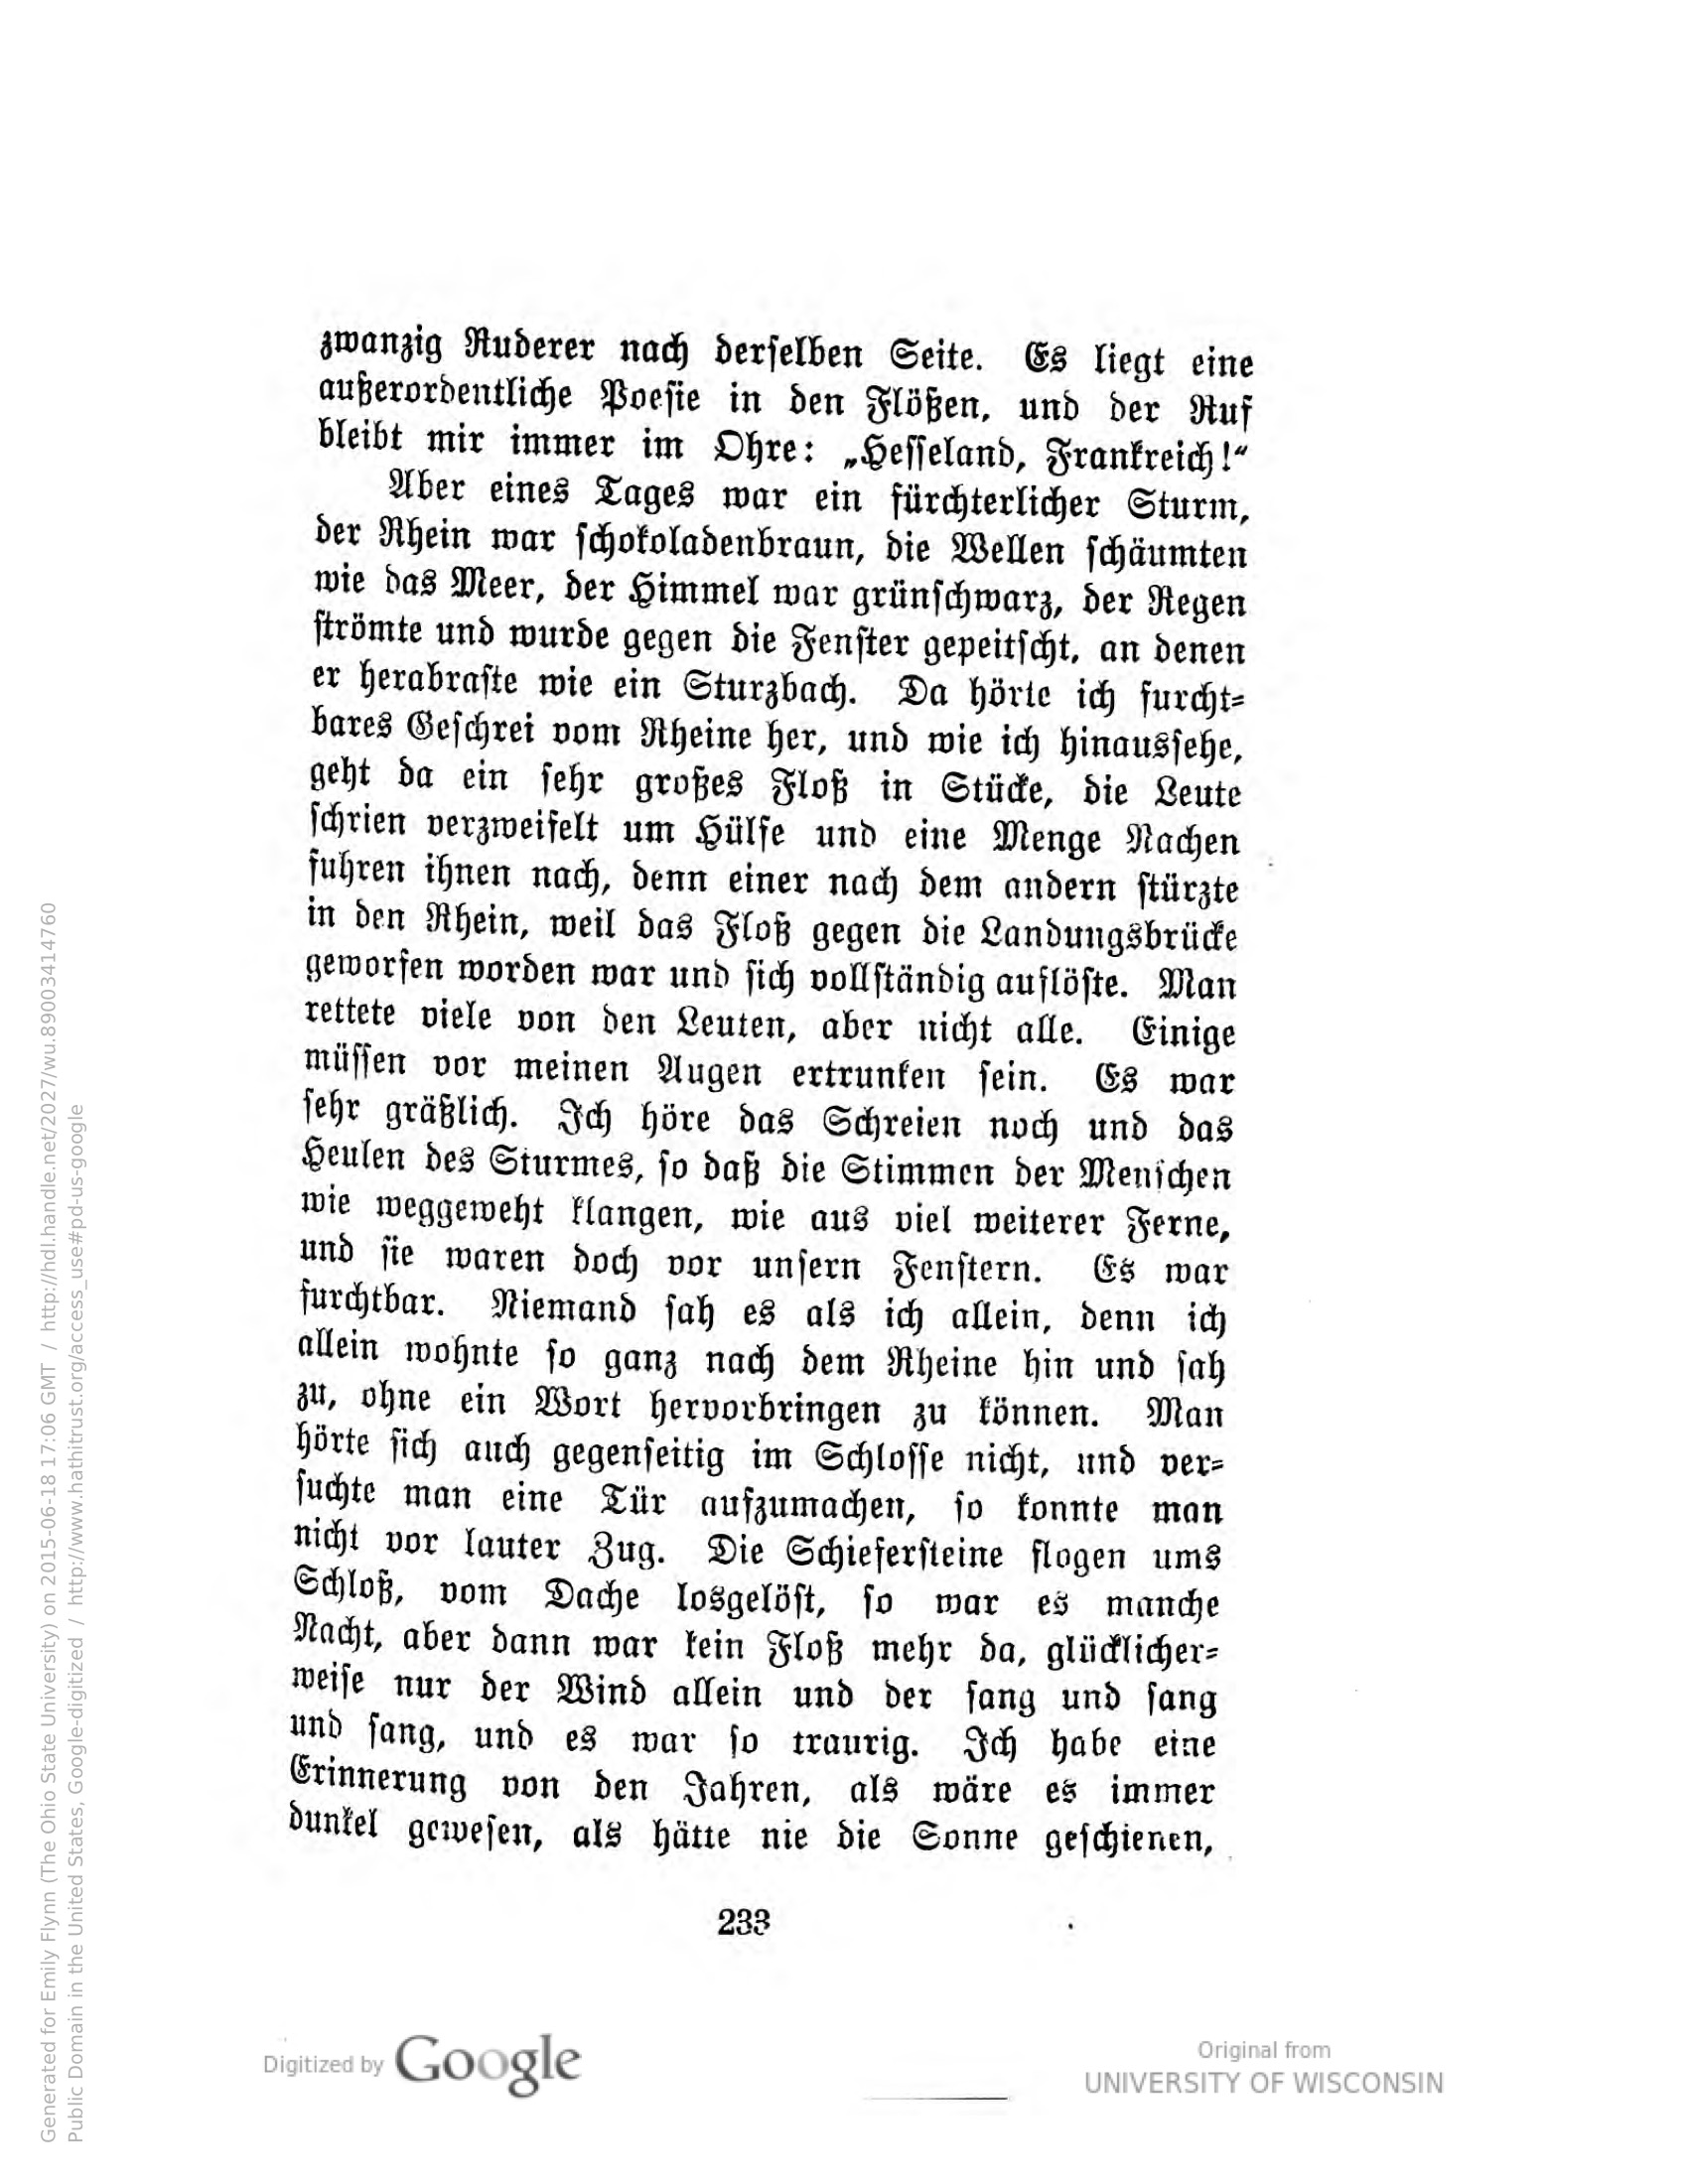 zwanzig Ruderer nach derſelben Seite. Es liegt eine
außerordentliche Poeſie in den Flößen, und der Ruf
bleibt mir immer im Ohre: „Heſſeland, Frankreich!“
Aber eines Tages war ein fürchterlicher Sturm,
der Rhein war ſchokoladenbraun, die Wellen ſchäumten
wie das Meer, der Himmel war grünſchwarz, der Regen
ſtrömte und wurde gegen die Fenſter gepeitſcht, an denen
er herabraſte wie ein Sturzbach. Da hörte ich furcht=
bares Geſchrei vom Rheine her, und wie ich hinausſehe,
geht da ein ſehr großes Floß in Stücke, die Leute
ſchrien verzweifelt um Hülfe und eine Menge Nachen
fuhren ihnen nach, denn einer nach dem andern ſtürzte
in den Rhein, weil das Floß gegen die Landungsbrücke
geworfen worden war und ſich vollſtändig auflöſte. Man
rettete viele von den Leuten, aber nicht alle. Einige
müſſen vor meinen Augen ertrunken ſein. Es war
ſehr gräßlich. Ich höre das Schreien noch und das
Heulen des Sturmes, ſo daß die Stimmen der Menſchen
wie weggeweht klangen, wie aus viel weiterer Ferne,
und ſie waren doch vor unſern Fenſtern. Es war
furchtbar. Niemand ſah es als ich allein, denn ich
allein wohnte ſo ganz nach dem Rheine hin und ſah
zu, ohne ein Wort hervorbringen zu können. Man
hörte ſich auch gegenſeitig im Schloſſe nicht, und ver=
ſuchte man eine Tür aufzumachen, ſo konnte man
nicht vor lauter Zug. Die Schieferſteine flogen ums
Schloß, vom Dache losgelöſt, ſo war es manche
Nacht, aber dann war kein Floß mehr da, glücklicher=
weiſe nur der Wind allein und der ſang und ſang
und ſang, und es war ſo traurig. Ich habe eine
Erinnerung von den Jahren, als wäre es immer
dunkel geweſen, als hätte nie die Sonne geſchienen,
233
Digitized by Google
Original from
UNIVERSITY OF WISCONSIN
Generated for Emily Flynn (The Ohio State University) on 2015-06-18 17:06 GMT / http://hdl.handle.net/2027/wu.89003414760
Public Domain in the United States, Google-digitized / http://www.hathitrust.org/access_use#pd-us-google